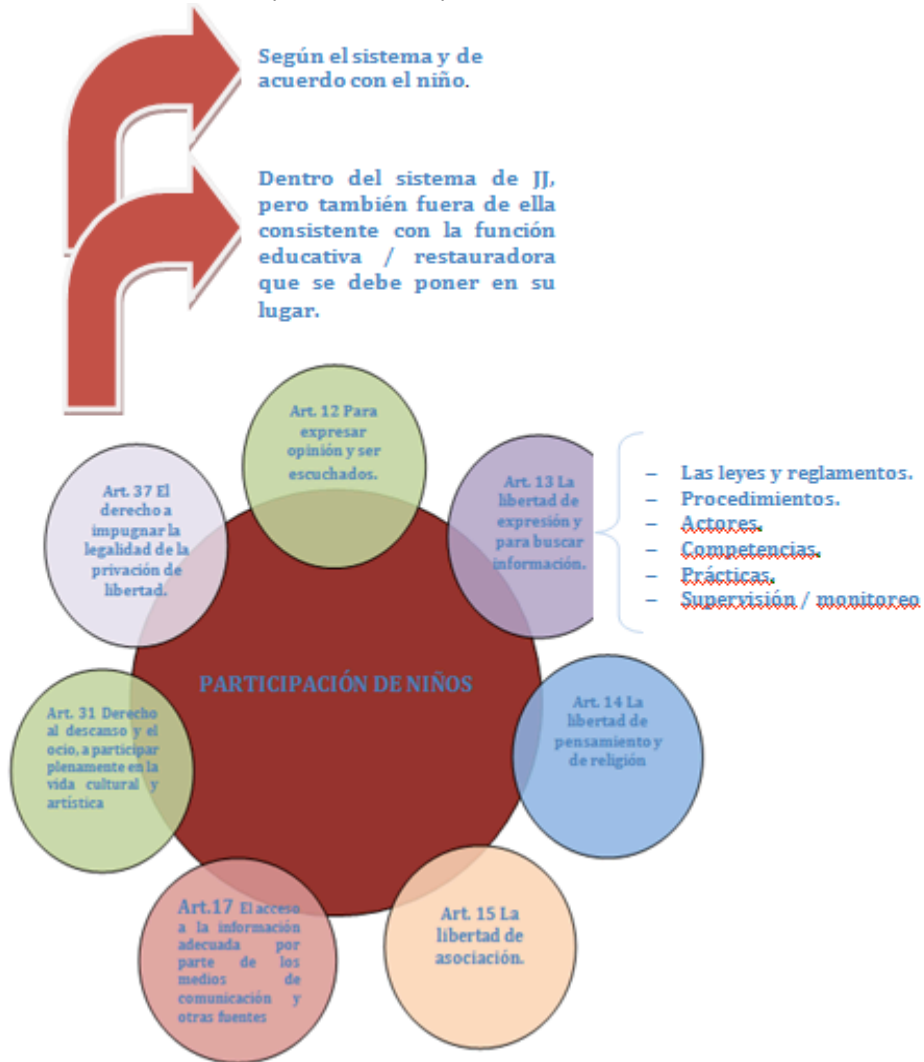 Según el sistema y de
acuerdo con el niño.
Dentro del sistema de JJ,
pero también fuera de ella
consistente con la función
educativa / restauradora
que se debe poner en su
lugar.
Art. 12 Para
expresar
opinión y ser
escuchados.
Art. 37 El
derecho a
impugnar la
legalidad de la
privación de
libertad.
Art. 13 La
libertad de
expresión y
para buscar
información.
– Las leyes y reglamentos.
– Procedimientos.
– Actores.
– Competencias.
– Prácticas.
– Supervisión / monitoreo
PARTICIPACIÓN DE NIÑOS
Art. 31 Derecho
al descanso y el
ocio, a participar
plenamente en la
vida cultural y
artística
Art. 14 La
libertad de
pensamiento y
de religión
Art.17 El acceso
a la información
adecuada por
parte de los
medios de
comunicación y
otras fuentes
Art. 15 La
libertad de
asociación.